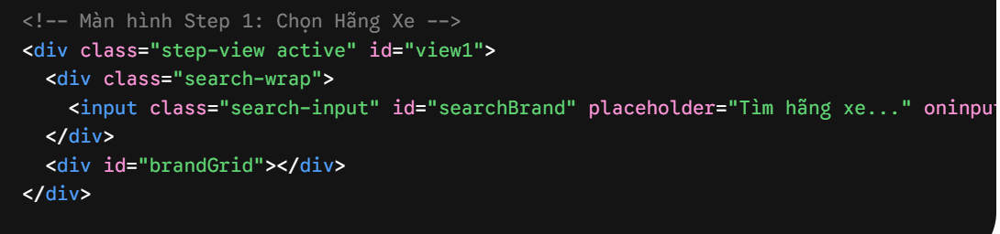 <!-- Màn hình Step 1: Chọn Hãng Xe -->
<div class="step-view active" id="view1">
<div class="search-wrap">
<input class="search-input" id="searchBrand" placeholder="Tìm hãng xe..." oninpu
</div>
<div id="brandGrid"></div>
</div>